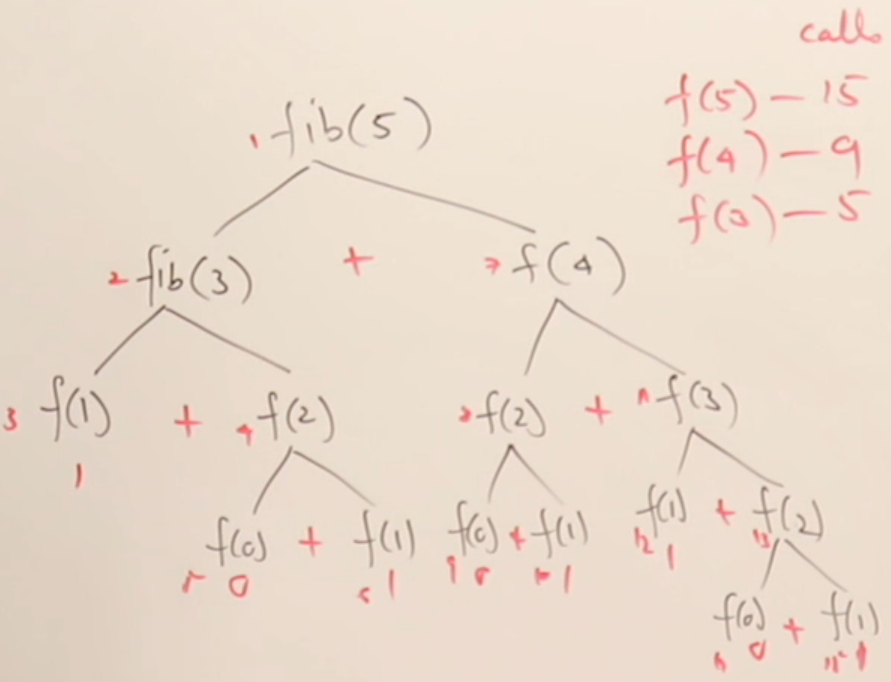 calls
f(5) – 15
f(4) – 9
f(3) – 5
1 fib(5)
2 fib(3) + 7 f(4)
3 f(1) + 4 f(2) 8 f(2) + 11 f(3)
1
f(0) + f(1) f(0) + f(1) f(1) + f(2)
5 0 6 1 9 0 10 1 12 1 13
f(0) + f(1)
0 15 1